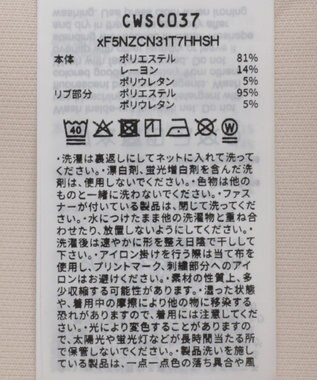 CWSCO37
xF5NZCN31T7HHSH
本体 ポリエステル 81%
レーヨン 14%
ポリウレタン 5%
リブ部分 ポリエステル 95%
ポリウレタン 5%
40
・洗濯は裏返しにしてネットに入れて洗って
ください。・漂白剤、蛍光増白剤を含んだ洗
剤は、使用しないでください。・色物は他の
ものと一緒に洗わないでください。・ファス
ナーが付いている製品は、閉じて洗ってくだ
さい。・水につけたまま他の洗濯物と重ね合
わせたり、放置しないようにしてください。・
洗濯後は速やかに形を整え日陰で干しして下
さい。・アイロン掛けを行う際は当て布を
使用し、プリントマーク、刺繍部分へのアイ
ロンはお避けください。・素材の性質上、多
少収縮する可能性があります。・湿った状態
や、着用中の摩擦により他の物に移染する
恐れがありますので、着用には注意してくださ
い。・光により変色することがありますの
で、太陽光や蛍光灯などが長時間当たる所
で保管しないでください。・製品洗いを施し
ている製品は、一点一点色の落ち具合や風